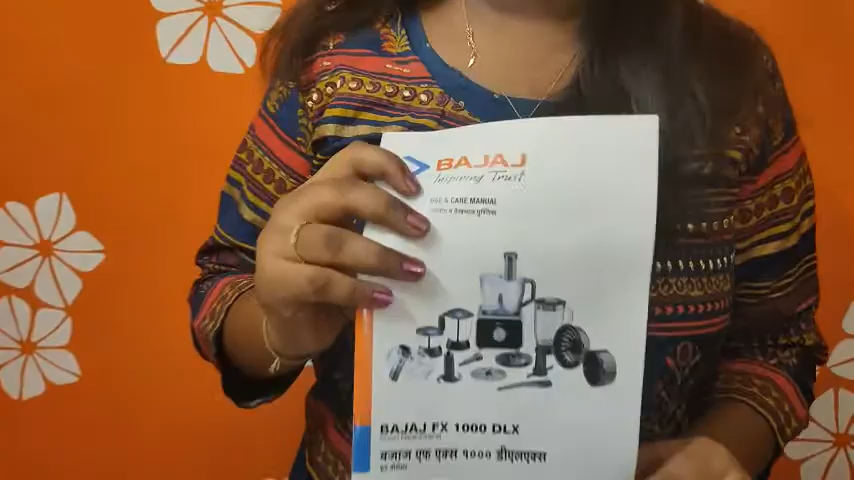 BAJAJ
Inspiring Trust
USE & CARE MANUAL
BAJAJ FX 1000 DLX
बजाज एफ एक्स १००० डीएलएक्स